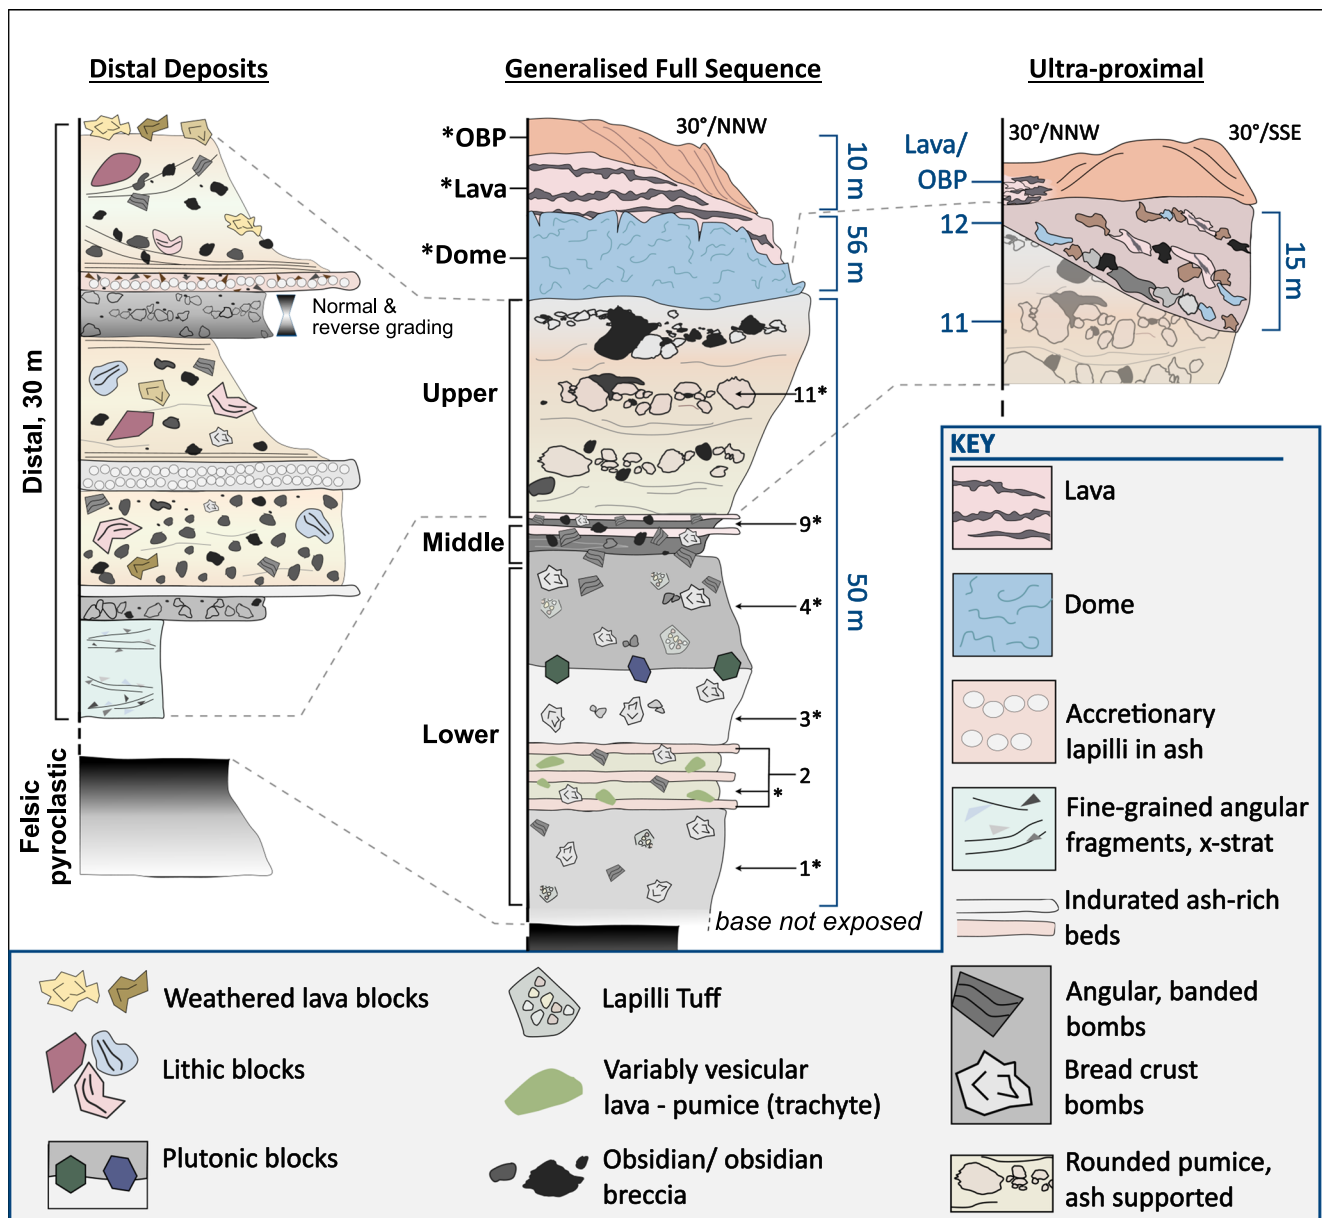 Distal Deposits
Generalised Full Sequence
Ultra-proximal
Distal, 30 m
Normal &
reverse grading
Felsic
pyroclastic
*OBP
*Lava
*Dome
30°/NNW
10 m
56 m
Upper
11*
Middle
9*
4*
50 m
Lower
3*
2
*
1*
base not exposed
30°/NNW
30°/SSE
Lava/
OBP
12
11
15 m
KEY
Lava
Dome
Accretionary
lapilli in ash
Fine-grained angular
fragments, x-strat
Indurated ash-rich
beds
Angular, banded
bombs
Bread crust
bombs
Rounded pumice,
ash supported
Weathered lava blocks
Lithic blocks
Plutonic blocks
Lapilli Tuff
Variably vesicular
lava - pumice (trachyte)
Obsidian/ obsidian
breccia